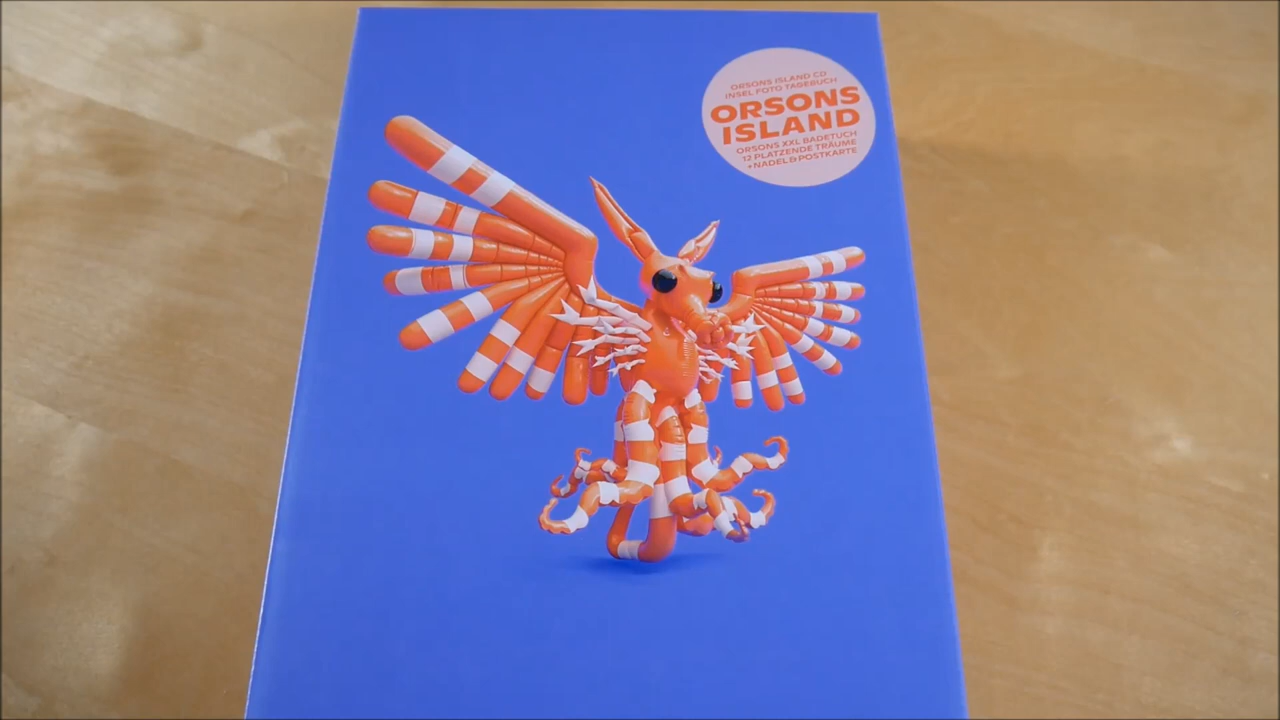 ORSONS ISLAND CD
INSEL FOTO TAGEBUCH
ORSONS
ISLAND
ORSONS XXL BADETUCH
12 PLATZENDE TRÄUME
+ NADEL & POSTKARTE